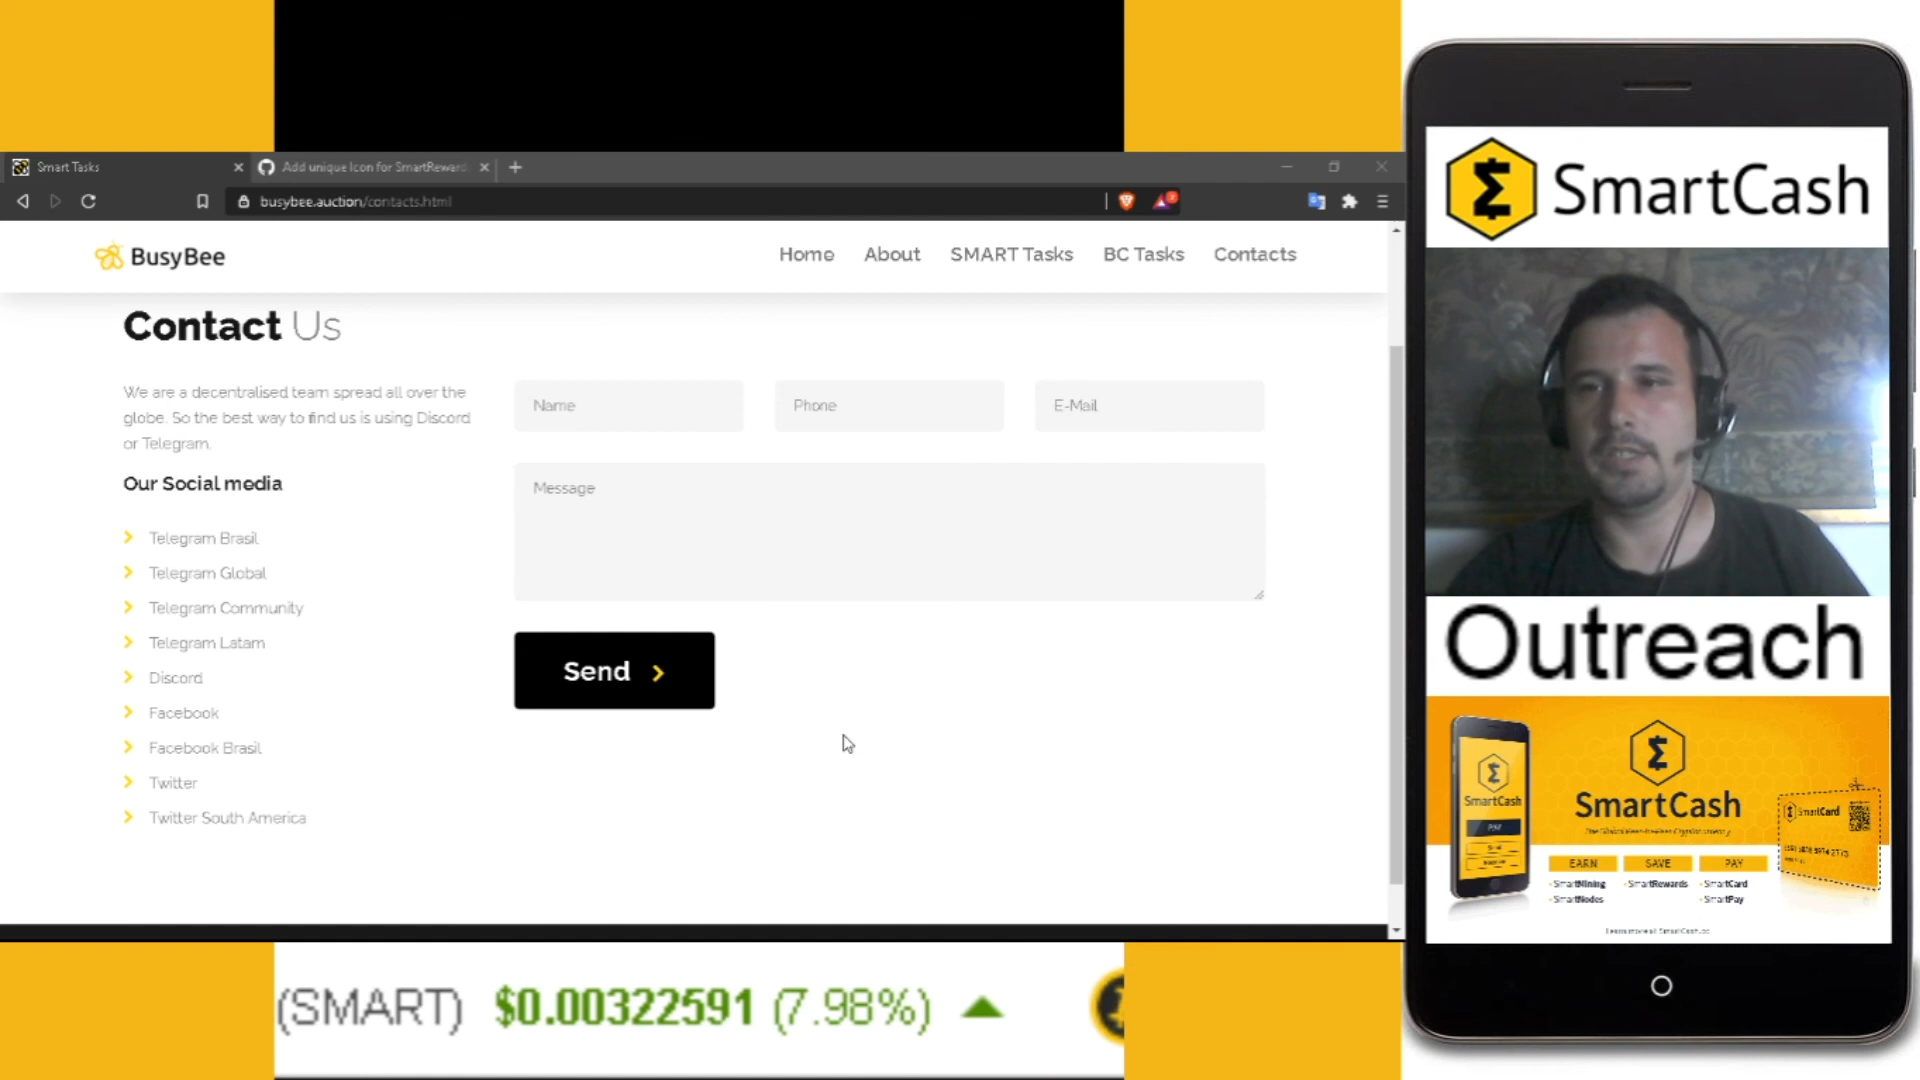 Smart Tasks
Add unique Icon for SmartReward
busybee.auction/contacts.html
BusyBee
Home
About
SMART Tasks
BC Tasks
Contacts
Contact Us
We are a decentralised team spread all over the
globe. So the best way to find us is using Discord
or Telegram.
Our Social media
Telegram Brasil
Telegram Global
Telegram Community
Telegram Latam
Discord
Facebook
Facebook Brasil
Twitter
Twitter South America
Name
Phone
E-Mail
Message
Send
(SMART) $0.00322591 (7.98%)
SmartCash
Outreach
SmartCash
PAY
SmartCash
EARN
SAVE
PAY
SmartMining
SmartNodes
SmartRewards
SmartCard
SmartPay
SmartCard